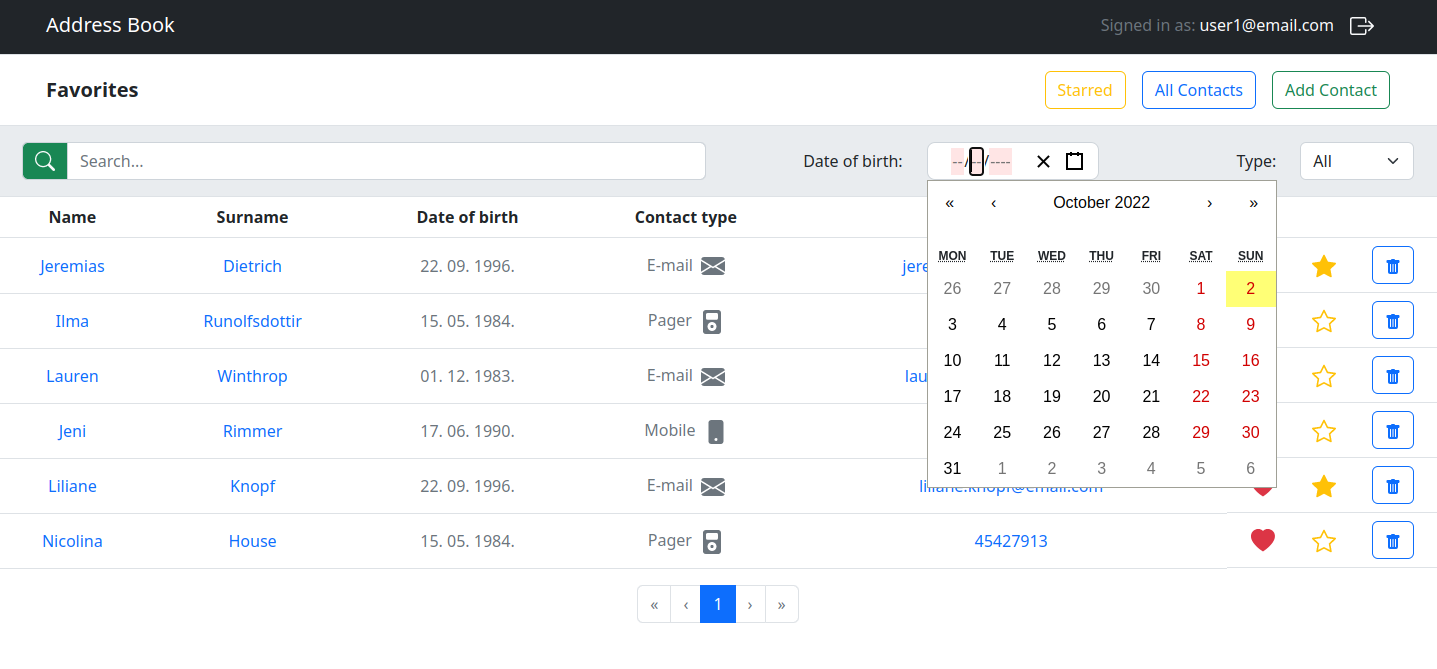 Address Book
Signed in as: user1@email.com
Favorites
Starred
All Contacts
Add Contact
Search...
Date of birth:
--/--/----
Type:
All
« ‹ October 2022 › »
MON TUE WED THU FRI SAT SUN
26 27 28 29 30 1 2
3 4 5 6 7 8 9
10 11 12 13 14 15 16
17 18 19 20 21 22 23
24 25 26 27 28 29 30
31 1 2 3 4 5 6
Name Surname Date of birth Contact type
Jeremias Dietrich 22. 09. 1996. E-mail jere
Ilma Runolfsdottir 15. 05. 1984. Pager
Lauren Winthrop 01. 12. 1983. E-mail lau
Jeni Rimmer 17. 06. 1990. Mobile
Liliane Knopf 22. 09. 1996. E-mail liliane.knopf@email.com
Nicolina House 15. 05. 1984. Pager 45427913
« ‹ 1 › »